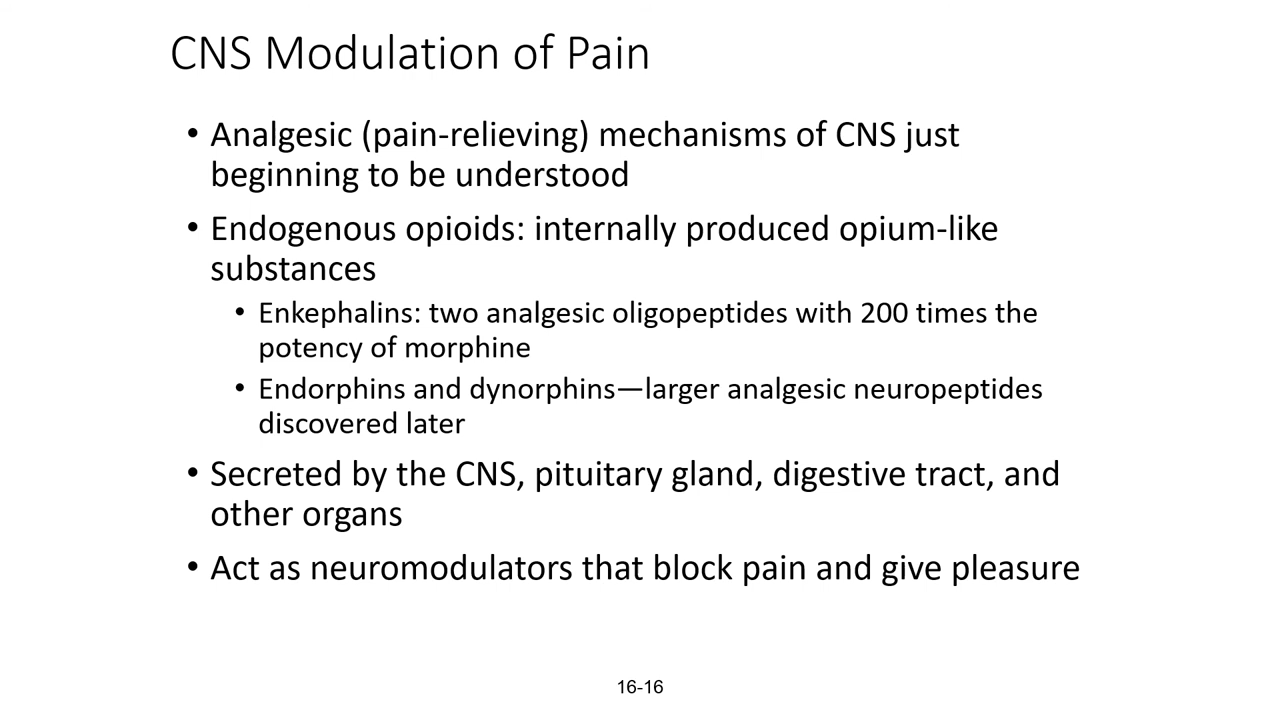 CNS Modulation of Pain
• Analgesic (pain-relieving) mechanisms of CNS just
beginning to be understood
• Endogenous opioids: internally produced opium-like
substances
• Enkephalins: two analgesic oligopeptides with 200 times the
potency of morphine
• Endorphins and dynorphins—larger analgesic neuropeptides
discovered later
• Secreted by the CNS, pituitary gland, digestive tract, and
other organs
• Act as neuromodulators that block pain and give pleasure
16-16